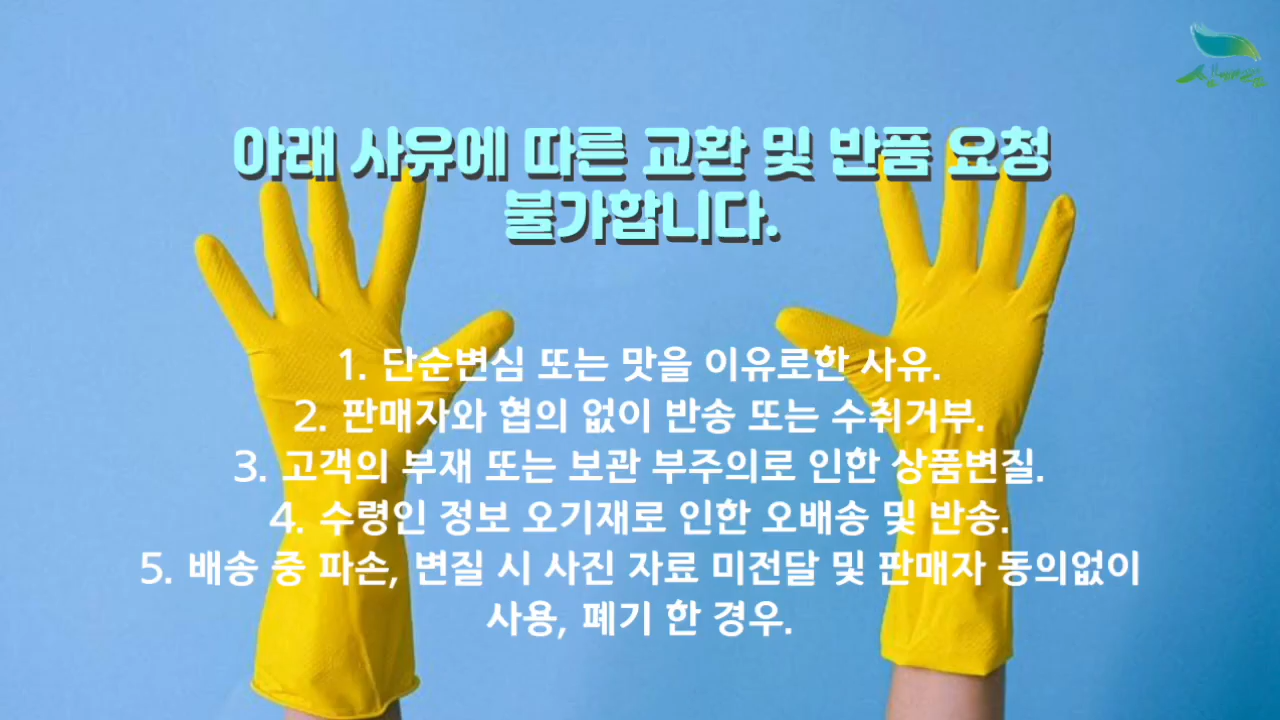 아래 사유에 따른 교환 및 반품 요청
불가합니다.
1. 단순변심 또는 맛을 이유로한 사유.
2. 판매자와 협의 없이 반송 또는 수취거부.
3. 고객의 부재 또는 보관 부주의로 인한 상품변질.
4. 수령인 정보 오기재로 인한 오배송 및 반송.
5. 배송 중 파손, 변질 시 사진 자료 미전달 및 판매자 동의없이
사용, 폐기 한 경우.